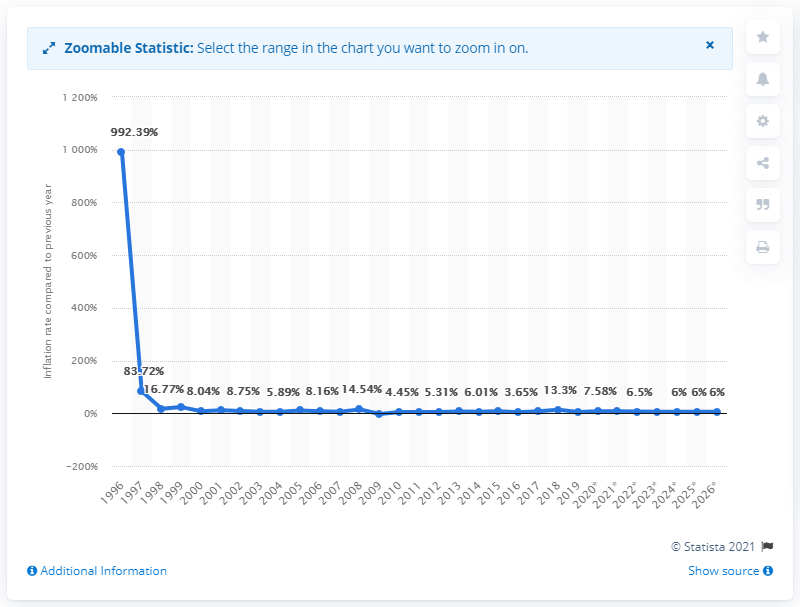 Zoomable Statistic: Select the range in the chart you want to zoom in on.
×
Inflation rate compared to previous year
1 200%
1 000%
800%
600%
400%
200%
0%
−200%
992.39%
83.72%
16.77% 8.04% 8.75% 5.89% 8.16% 14.54% 4.45% 5.31% 6.01% 3.65% 13.3% 7.58% 6.5% 6% 6% 6%
1996 1997 1998 1999 2000 2001 2002 2003 2004 2005 2006 2007 2008 2009 2010 2011 2012 2013 2014 2015 2016 2017 2018 2019 2020* 2021* 2022* 2023* 2024* 2025* 2026*
© Statista 2021
Additional Information
Show source